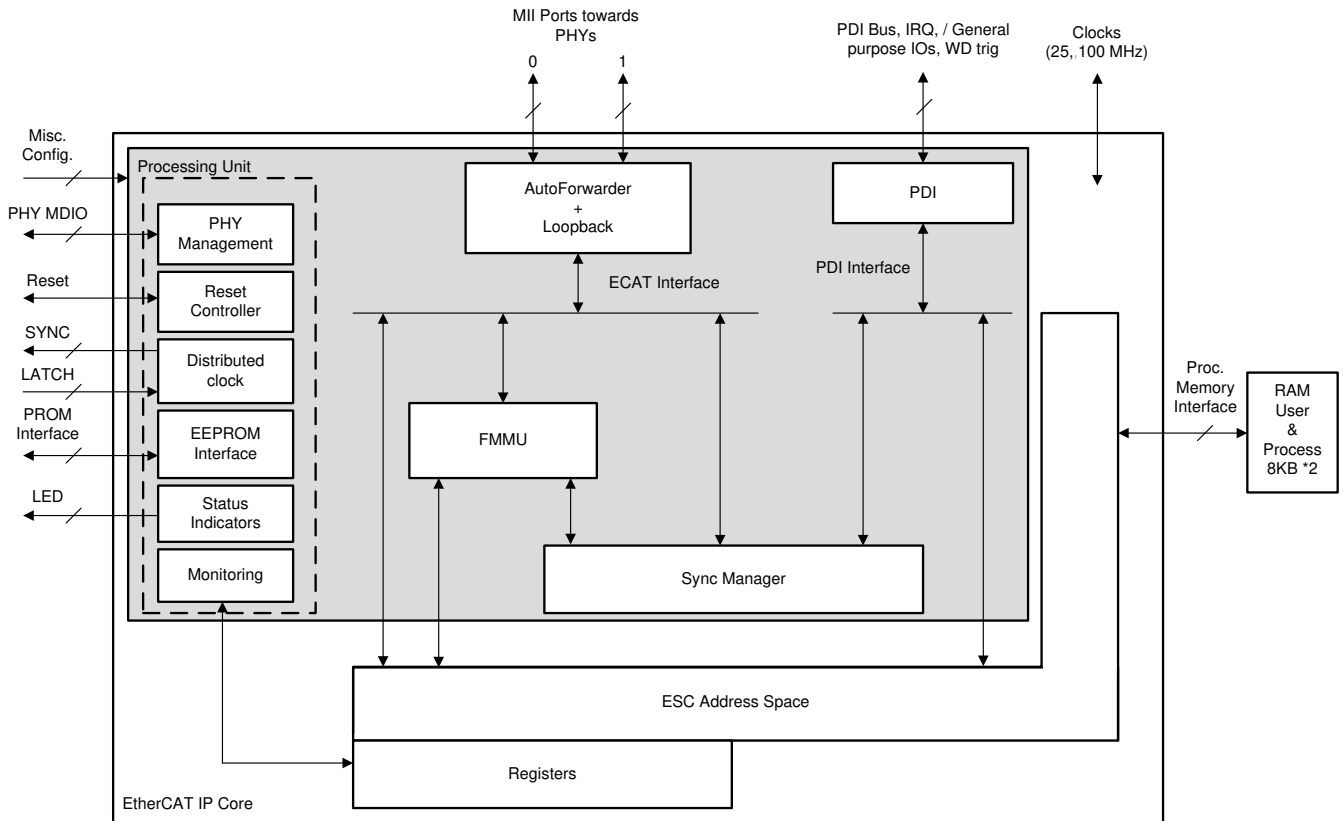 MII Ports towards
PHYs
0
1
PDI Bus, IRQ, / General
purpose IOs, WD trig
Clocks
(25, 100 MHz)
Misc.
Config.
Processing Unit
PHY MDIO
PHY
Management
Reset
Reset
Controller
SYNC
LATCH
Distributed
clock
PROM
Interface
EEPROM
Interface
LED
Status
Indicators
Monitoring
AutoForwarder
+
Loopback
PDI
ECAT Interface
PDI Interface
FMMU
Sync Manager
Proc.
Memory
Interface
RAM
User
&
Process
8KB *2
ESC Address Space
Registers
EtherCAT IP Core